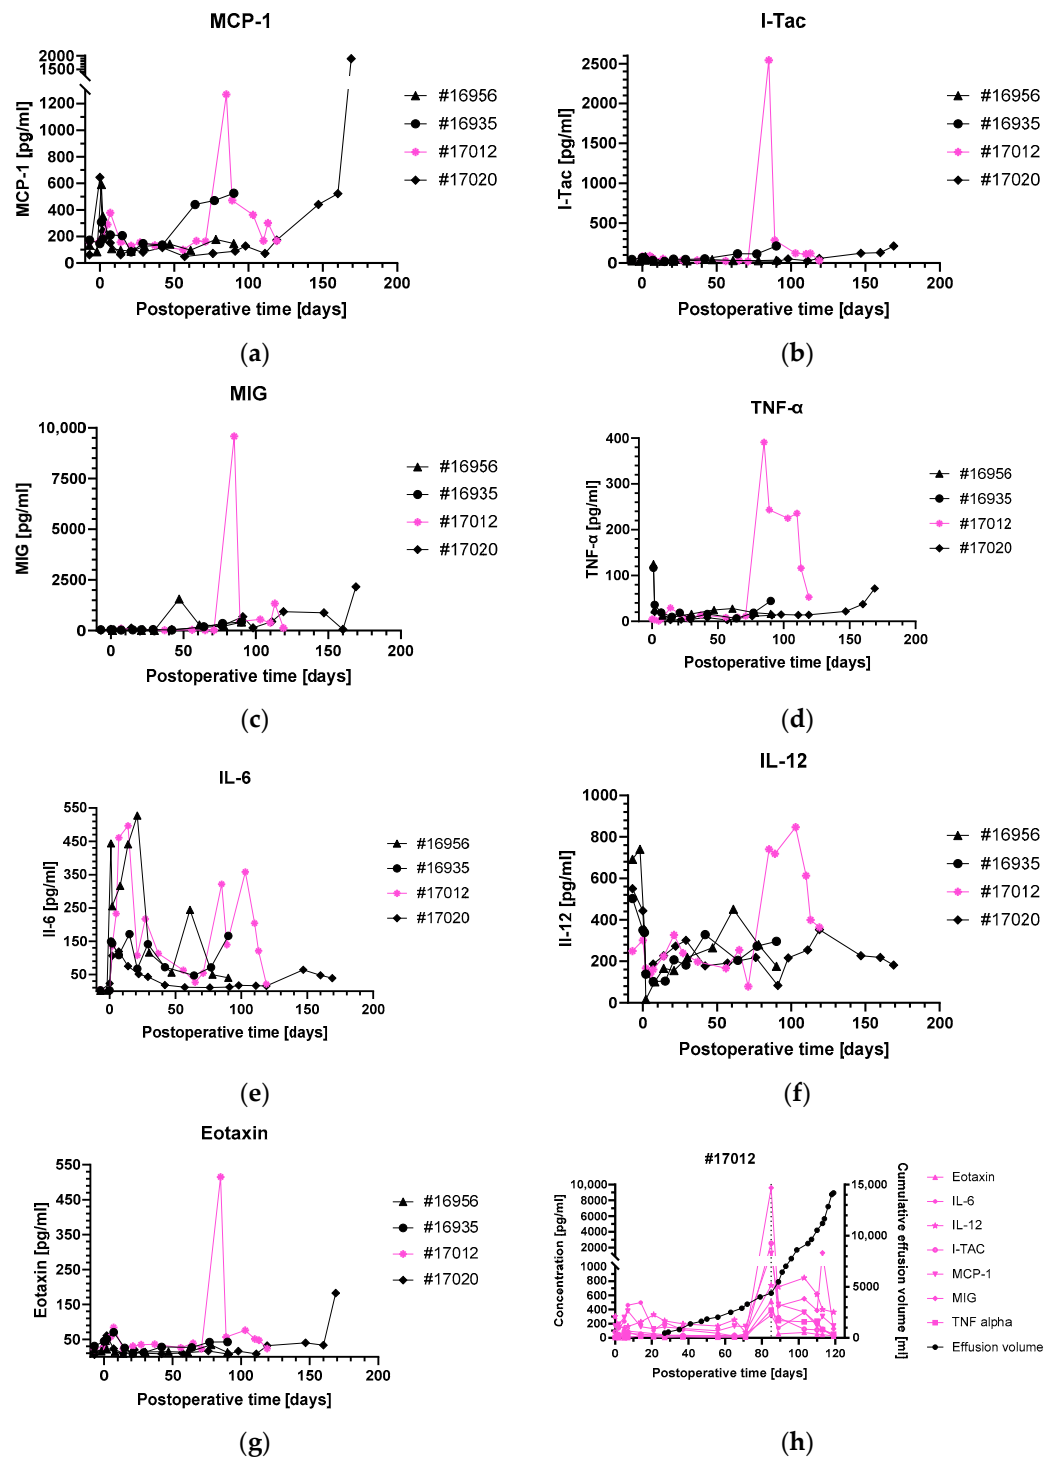 MCP-1
2000
1500
1200
1000
800
600
400
200
0
MCP-1 [pg/ml]
0 50 100 150 200
Postoperative time [days]
#16956
#16935
#17012
#17020
(a)
I-Tac
2500
2000
1500
1000
500
0
I-Tac [pg/ml]
0 50 100 150 200
Postoperative time [days]
#16956
#16935
#17012
#17020
(b)
MIG
10,000
7500
5000
2500
0
MIG [pg/ml]
0 50 100 150 200
Postoperative time [days]
#16956
#16935
#17012
#17020
(c)
TNF-α
400
300
200
100
0
TNF-α [pg/ml]
0 50 100 150 200
Postoperative time [days]
#16956
#16935
#17012
#17020
(d)
IL-6
550
450
350
250
150
50
Il-6 [pg/ml]
0 50 100 150 200
Postoperative time [days]
#16956
#16935
#17012
#17020
(e)
IL-12
1000
800
600
400
200
0
Il-12 [pg/ml]
0 50 100 150 200
Postoperative time [days]
#16956
#16935
#17012
#17020
(f)
Eotaxin
550
450
350
250
150
50
Eotaxin [pg/ml]
0 50 100 150 200
Postoperative time [days]
#16956
#16935
#17012
#17020
(g)
#17012
10,000
8000
6000
4000
2000
1000
800
600
400
200
0
Concentration [pg/ml]
15,000
10,000
5000
0
Cumulative effusion
volume [ml]
0 20 40 60 80 100 120
Postoperative time [days]
Eotaxin
IL-6
IL-12
I-TAC
MCP-1
MIG
TNF alpha
Effusion volume
(h)